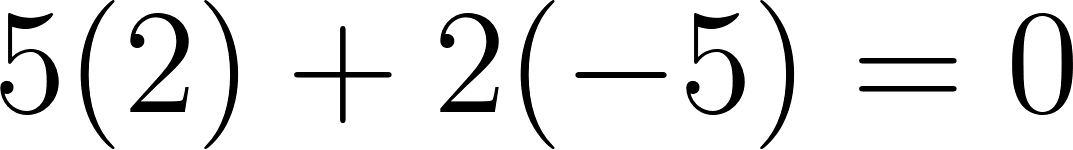 5(2) + 2(−5) = 0